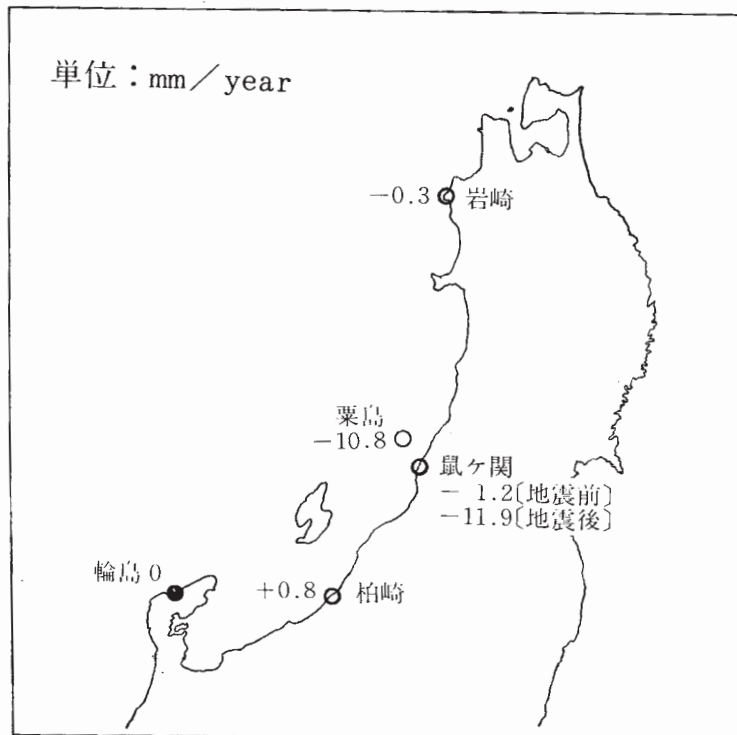 単位：mm／year
－0.3 岩崎
粟島
－10.8
鼠ヶ関
－ 1.2〔地震前〕
－11.9〔地震後〕
輪島 0
＋0.8 柏崎